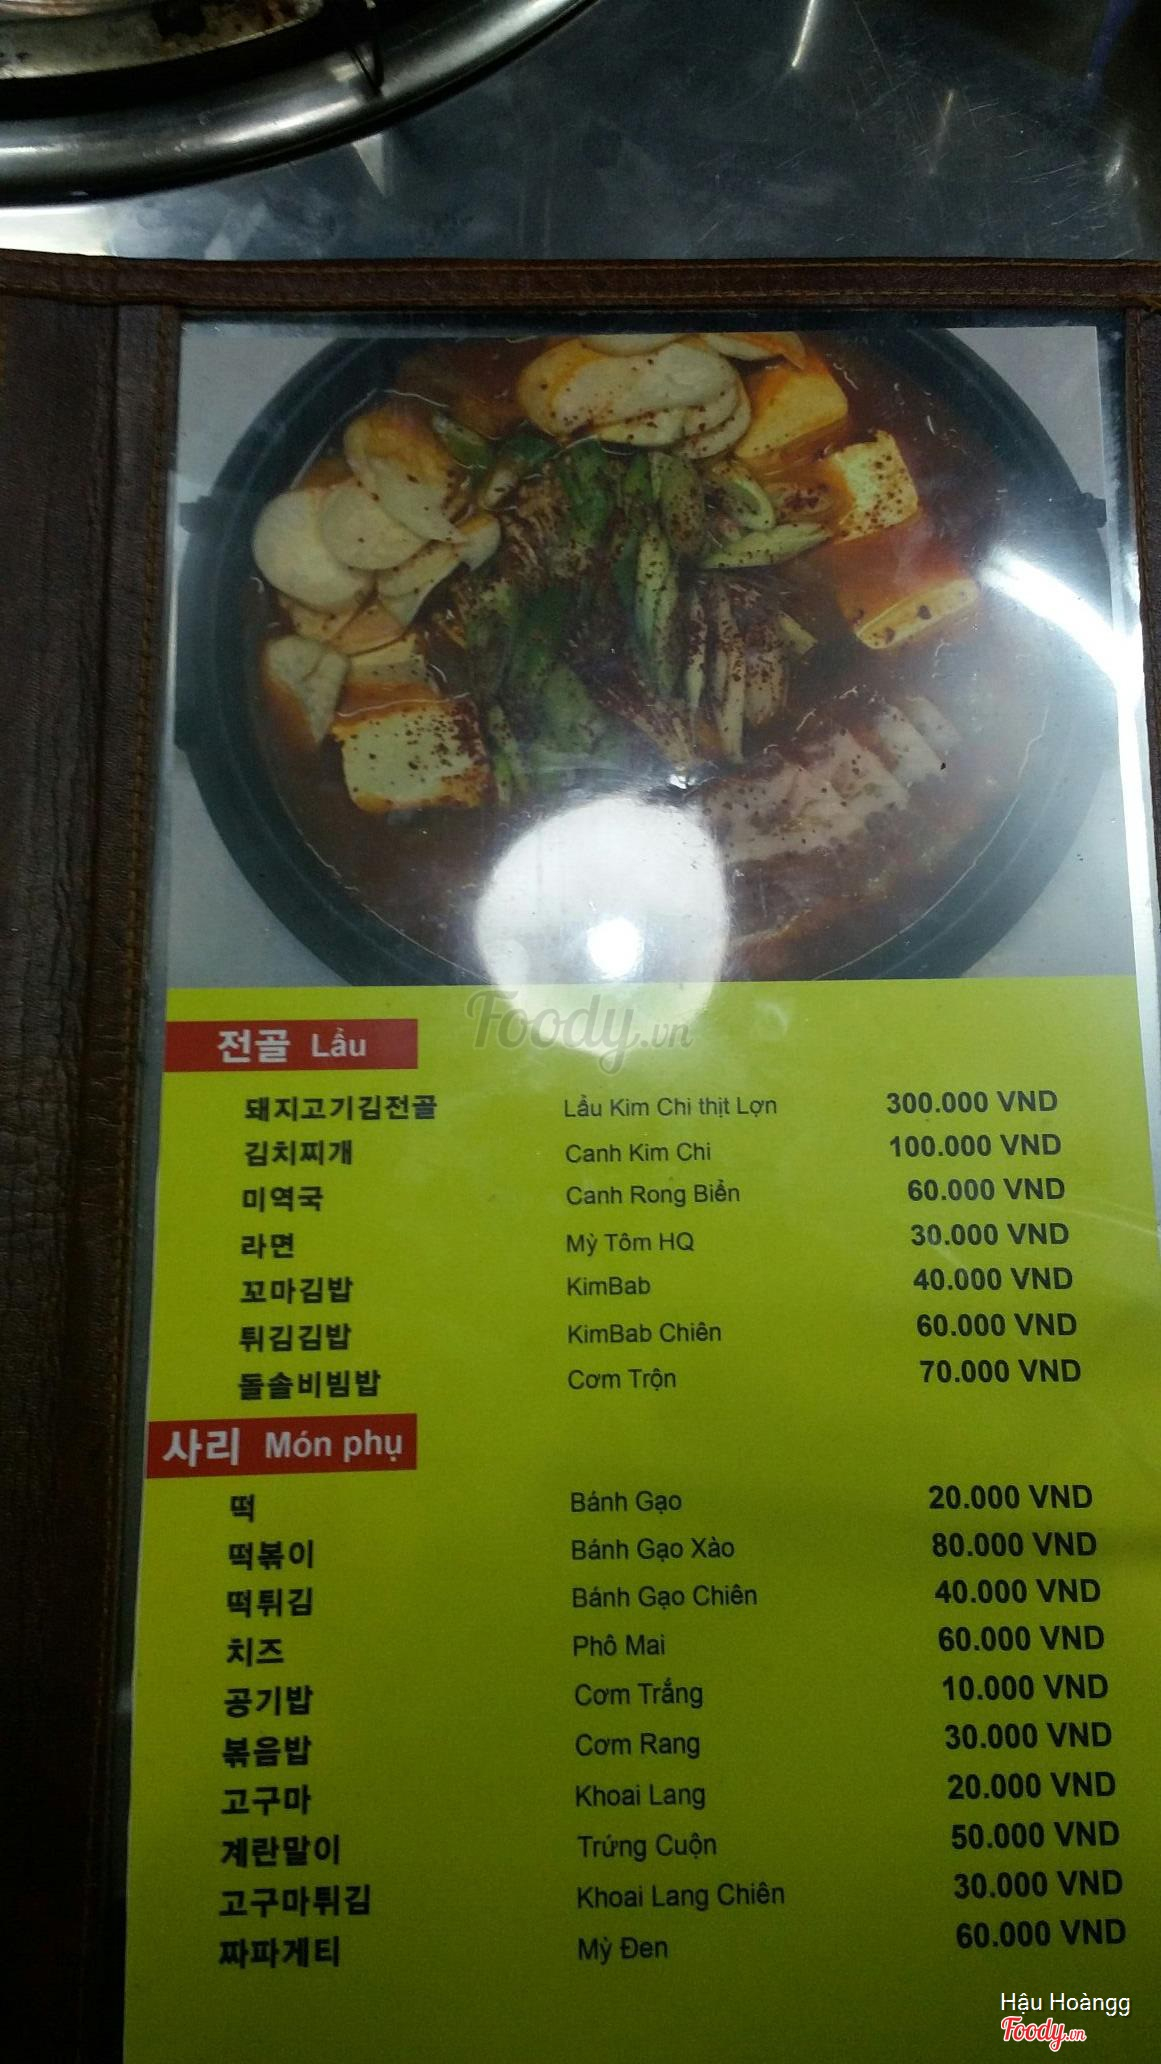 Foody.vn
전골 Lẩu
돼지고기김전골 Lẩu Kim Chi thịt Lợn 300.000 VND
김치찌개 Canh Kim Chi 100.000 VND
미역국 Canh Rong Biển 60.000 VND
라면 Mỳ Tôm HQ 30.000 VND
꼬마김밥 KimBab 40.000 VND
튀김김밥 KimBab Chiên 60.000 VND
돌솔비빔밥 Cơm Trộn 70.000 VND
사리 Món phụ
떡 Bánh Gạo 20.000 VND
떡볶이 Bánh Gạo Xào 80.000 VND
떡튀김 Bánh Gạo Chiên 40.000 VND
치즈 Phô Mai 60.000 VND
공기밥 Cơm Trắng 10.000 VND
볶음밥 Cơm Rang 30.000 VND
고구마 Khoai Lang 20.000 VND
계란말이 Trứng Cuộn 50.000 VND
고구마튀김 Khoai Lang Chiên 30.000 VND
짜파게티 Mỳ Đen 60.000 VND
Hậu Hoàngg
Foody.vn